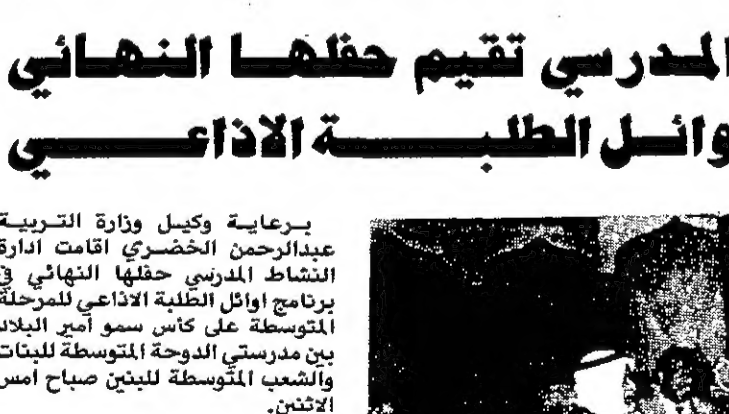 المدرسي تقيم حفلها النهائي
وائل الطلبة الاذاعي
برعاية وكيل وزارة التربية
عبدالرحمن الخضري اقامت ادارة
النشاط المدرسي حفلها النهائي في
برنامج اوائل الطلبة الاذاعي للمرحلة
المتوسطة على كأس سمو أمير البلاد
بين مدرستي الدوحة المتوسطة للبنات
والشعب المتوسطة للبنين صباح امس
الاثنين.